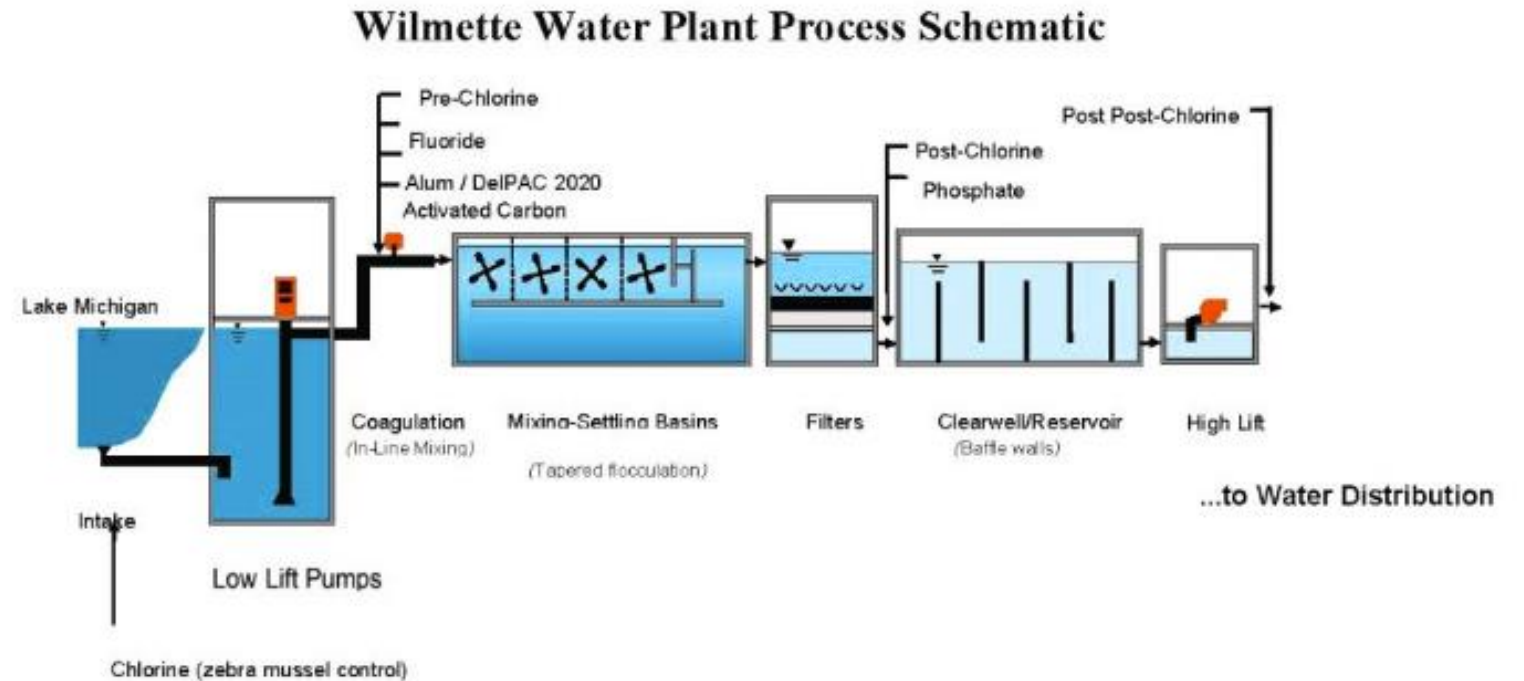 Wilmette Water Plant Process Schematic
Pre-Chlorine
Fluoride
Alum / DelPAC 2020
Activated Carbon
Post-Chlorine
Phosphate
Post Post-Chlorine
Lake Michigan
Intake
Chlorine (zebra mussel control)
Low Lift Pumps
Coagulation
(In-Line Mixing)
Mixing-Settling Basins
(Tapered flocculation)
Filters
Clearwell/Reservoir
(Baffle walls)
High Lift
...to Water Distribution